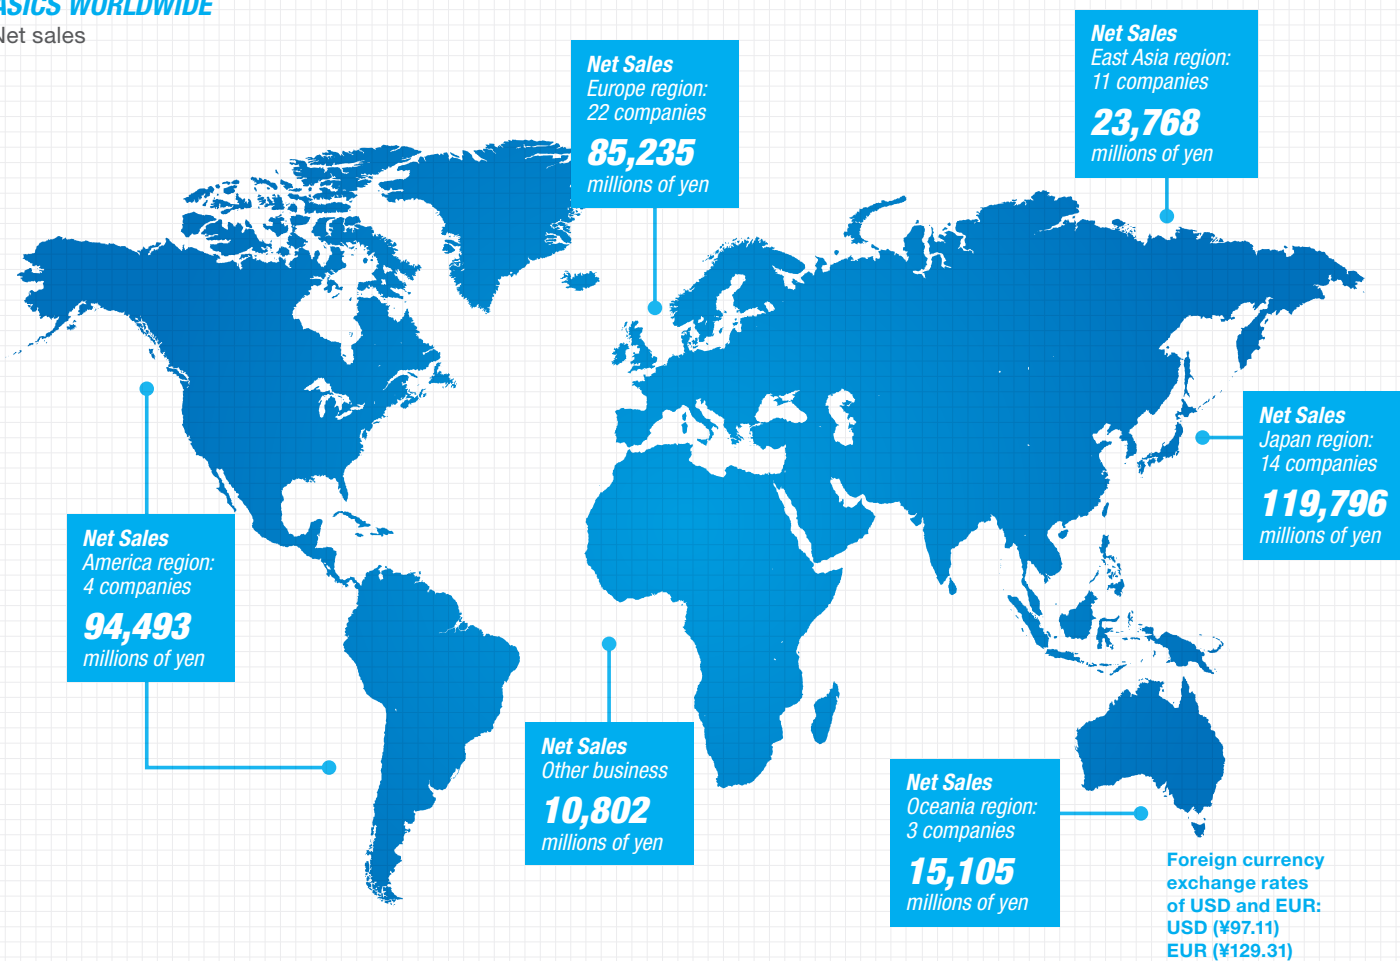 ASICS WORLDWIDE
Net sales
Net Sales
Europe region:
22 companies
85,235
millions of yen
Net Sales
East Asia region:
11 companies
23,768
millions of yen
Net Sales
Japan region:
14 companies
119,796
millions of yen
Net Sales
America region:
4 companies
94,493
millions of yen
Net Sales
Other business
10,802
millions of yen
Net Sales
Oceania region:
3 companies
15,105
millions of yen
Foreign currency
exchange rates
of USD and EUR:
USD (¥97.11)
EUR (¥129.31)